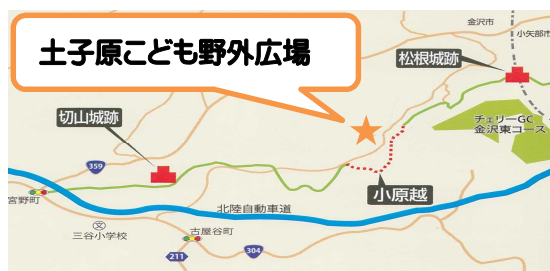 土子原こども野外広場
金沢市
小矢部市
松根城跡
チェリーGC
金沢東コース
切山城跡
359
小原越
宮野町
北陸自動車道
文
三谷小学校
古屋谷町
211
304